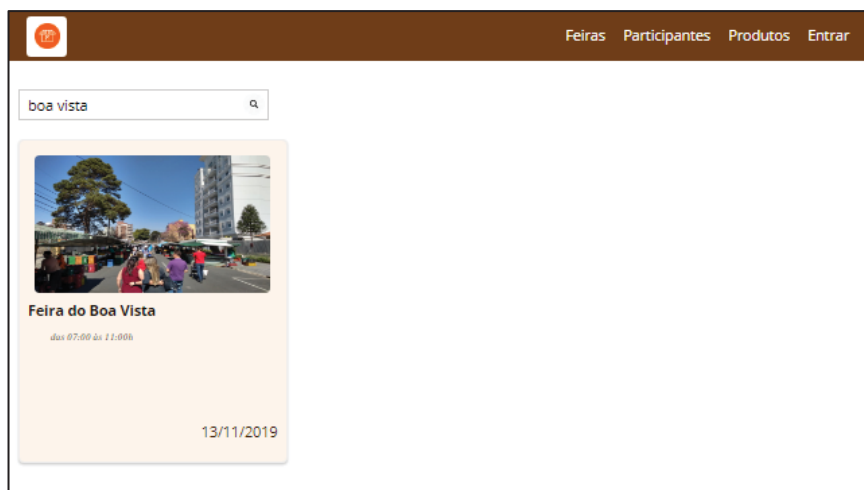 Feiras Participantes Produtos Entrar
boa vista
Feira do Boa Vista
das 07:00 às 11:00h
13/11/2019